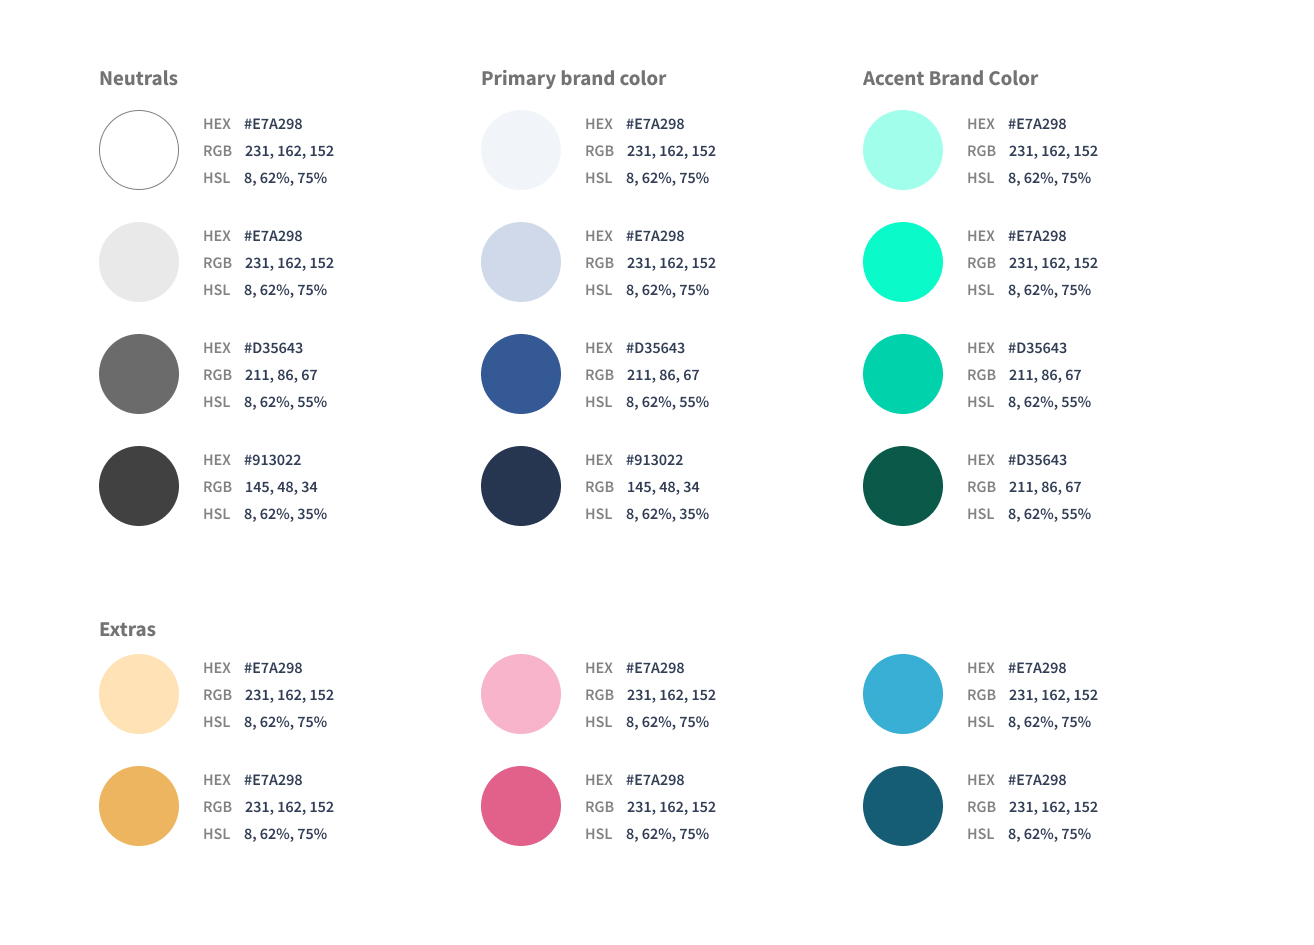 Neutrals
HEX #E7A298
RGB 231, 162, 152
HSL 8, 62%, 75%
HEX #E7A298
RGB 231, 162, 152
HSL 8, 62%, 75%
HEX #D35643
RGB 211, 86, 67
HSL 8, 62%, 55%
HEX #913022
RGB 145, 48, 34
HSL 8, 62%, 35%
Primary brand color
HEX #E7A298
RGB 231, 162, 152
HSL 8, 62%, 75%
HEX #E7A298
RGB 231, 162, 152
HSL 8, 62%, 75%
HEX #D35643
RGB 211, 86, 67
HSL 8, 62%, 55%
HEX #913022
RGB 145, 48, 34
HSL 8, 62%, 35%
Accent Brand Color
HEX #E7A298
RGB 231, 162, 152
HSL 8, 62%, 75%
HEX #E7A298
RGB 231, 162, 152
HSL 8, 62%, 75%
HEX #D35643
RGB 211, 86, 67
HSL 8, 62%, 55%
HEX #D35643
RGB 211, 86, 67
HSL 8, 62%, 55%
Extras
HEX #E7A298
RGB 231, 162, 152
HSL 8, 62%, 75%
HEX #E7A298
RGB 231, 162, 152
HSL 8, 62%, 75%
HEX #E7A298
RGB 231, 162, 152
HSL 8, 62%, 75%
HEX #E7A298
RGB 231, 162, 152
HSL 8, 62%, 75%
HEX #E7A298
RGB 231, 162, 152
HSL 8, 62%, 75%
HEX #E7A298
RGB 231, 162, 152
HSL 8, 62%, 75%